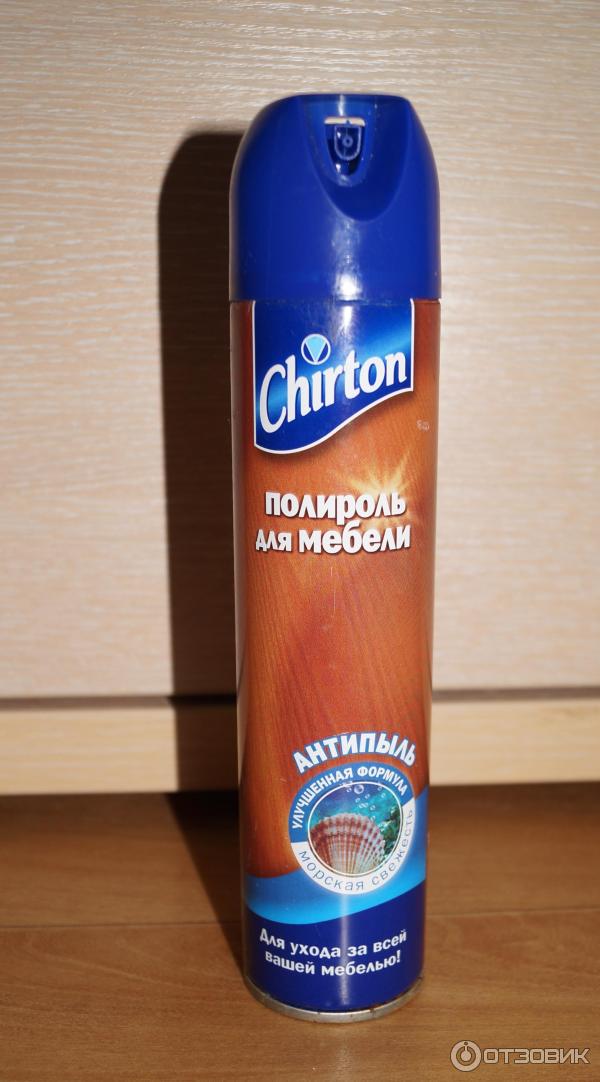 Chirton
полироль
для мебели
АНТИПЫЛЬ
УЛУЧШЕННАЯ ФОРМУЛА
морская свежесть
Для ухода за всей
вашей мебелью!
ОТЗОВИК